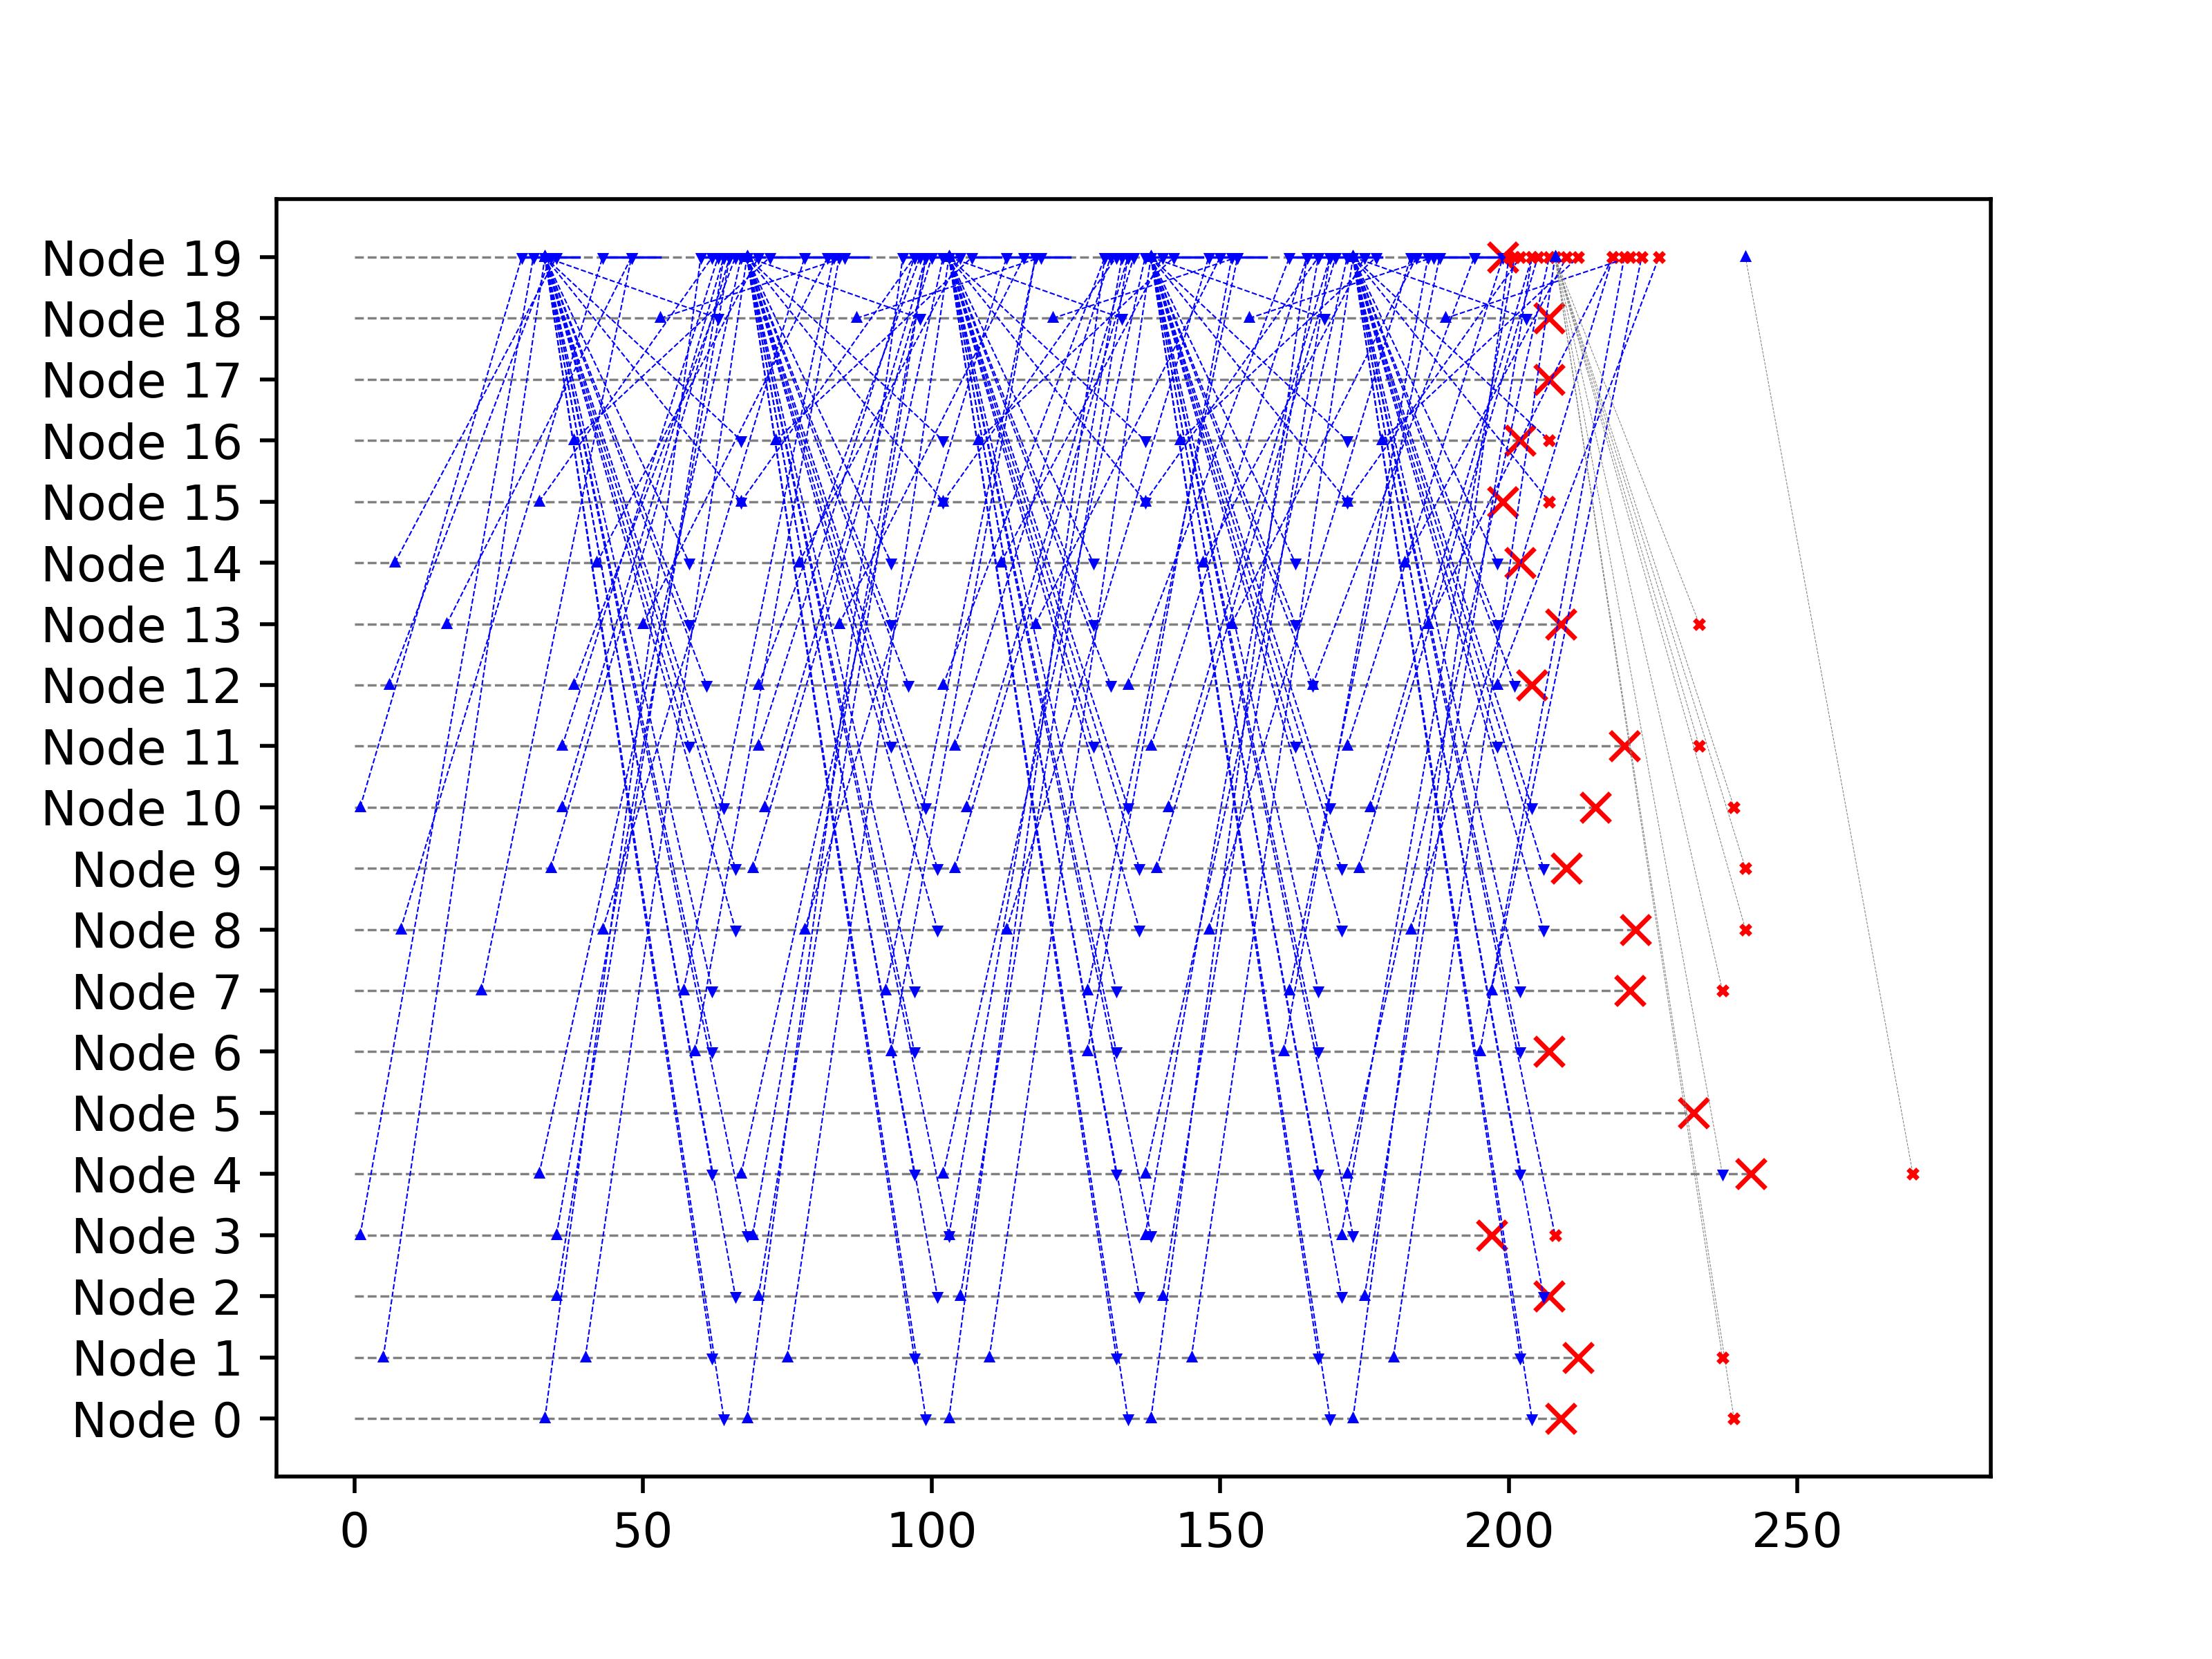 Node 19
Node 18
Node 17
Node 16
Node 15
Node 14
Node 13
Node 12
Node 11
Node 10
Node 9
Node 8
Node 7
Node 6
Node 5
Node 4
Node 3
Node 2
Node 1
Node 0
0 50 100 150 200 250